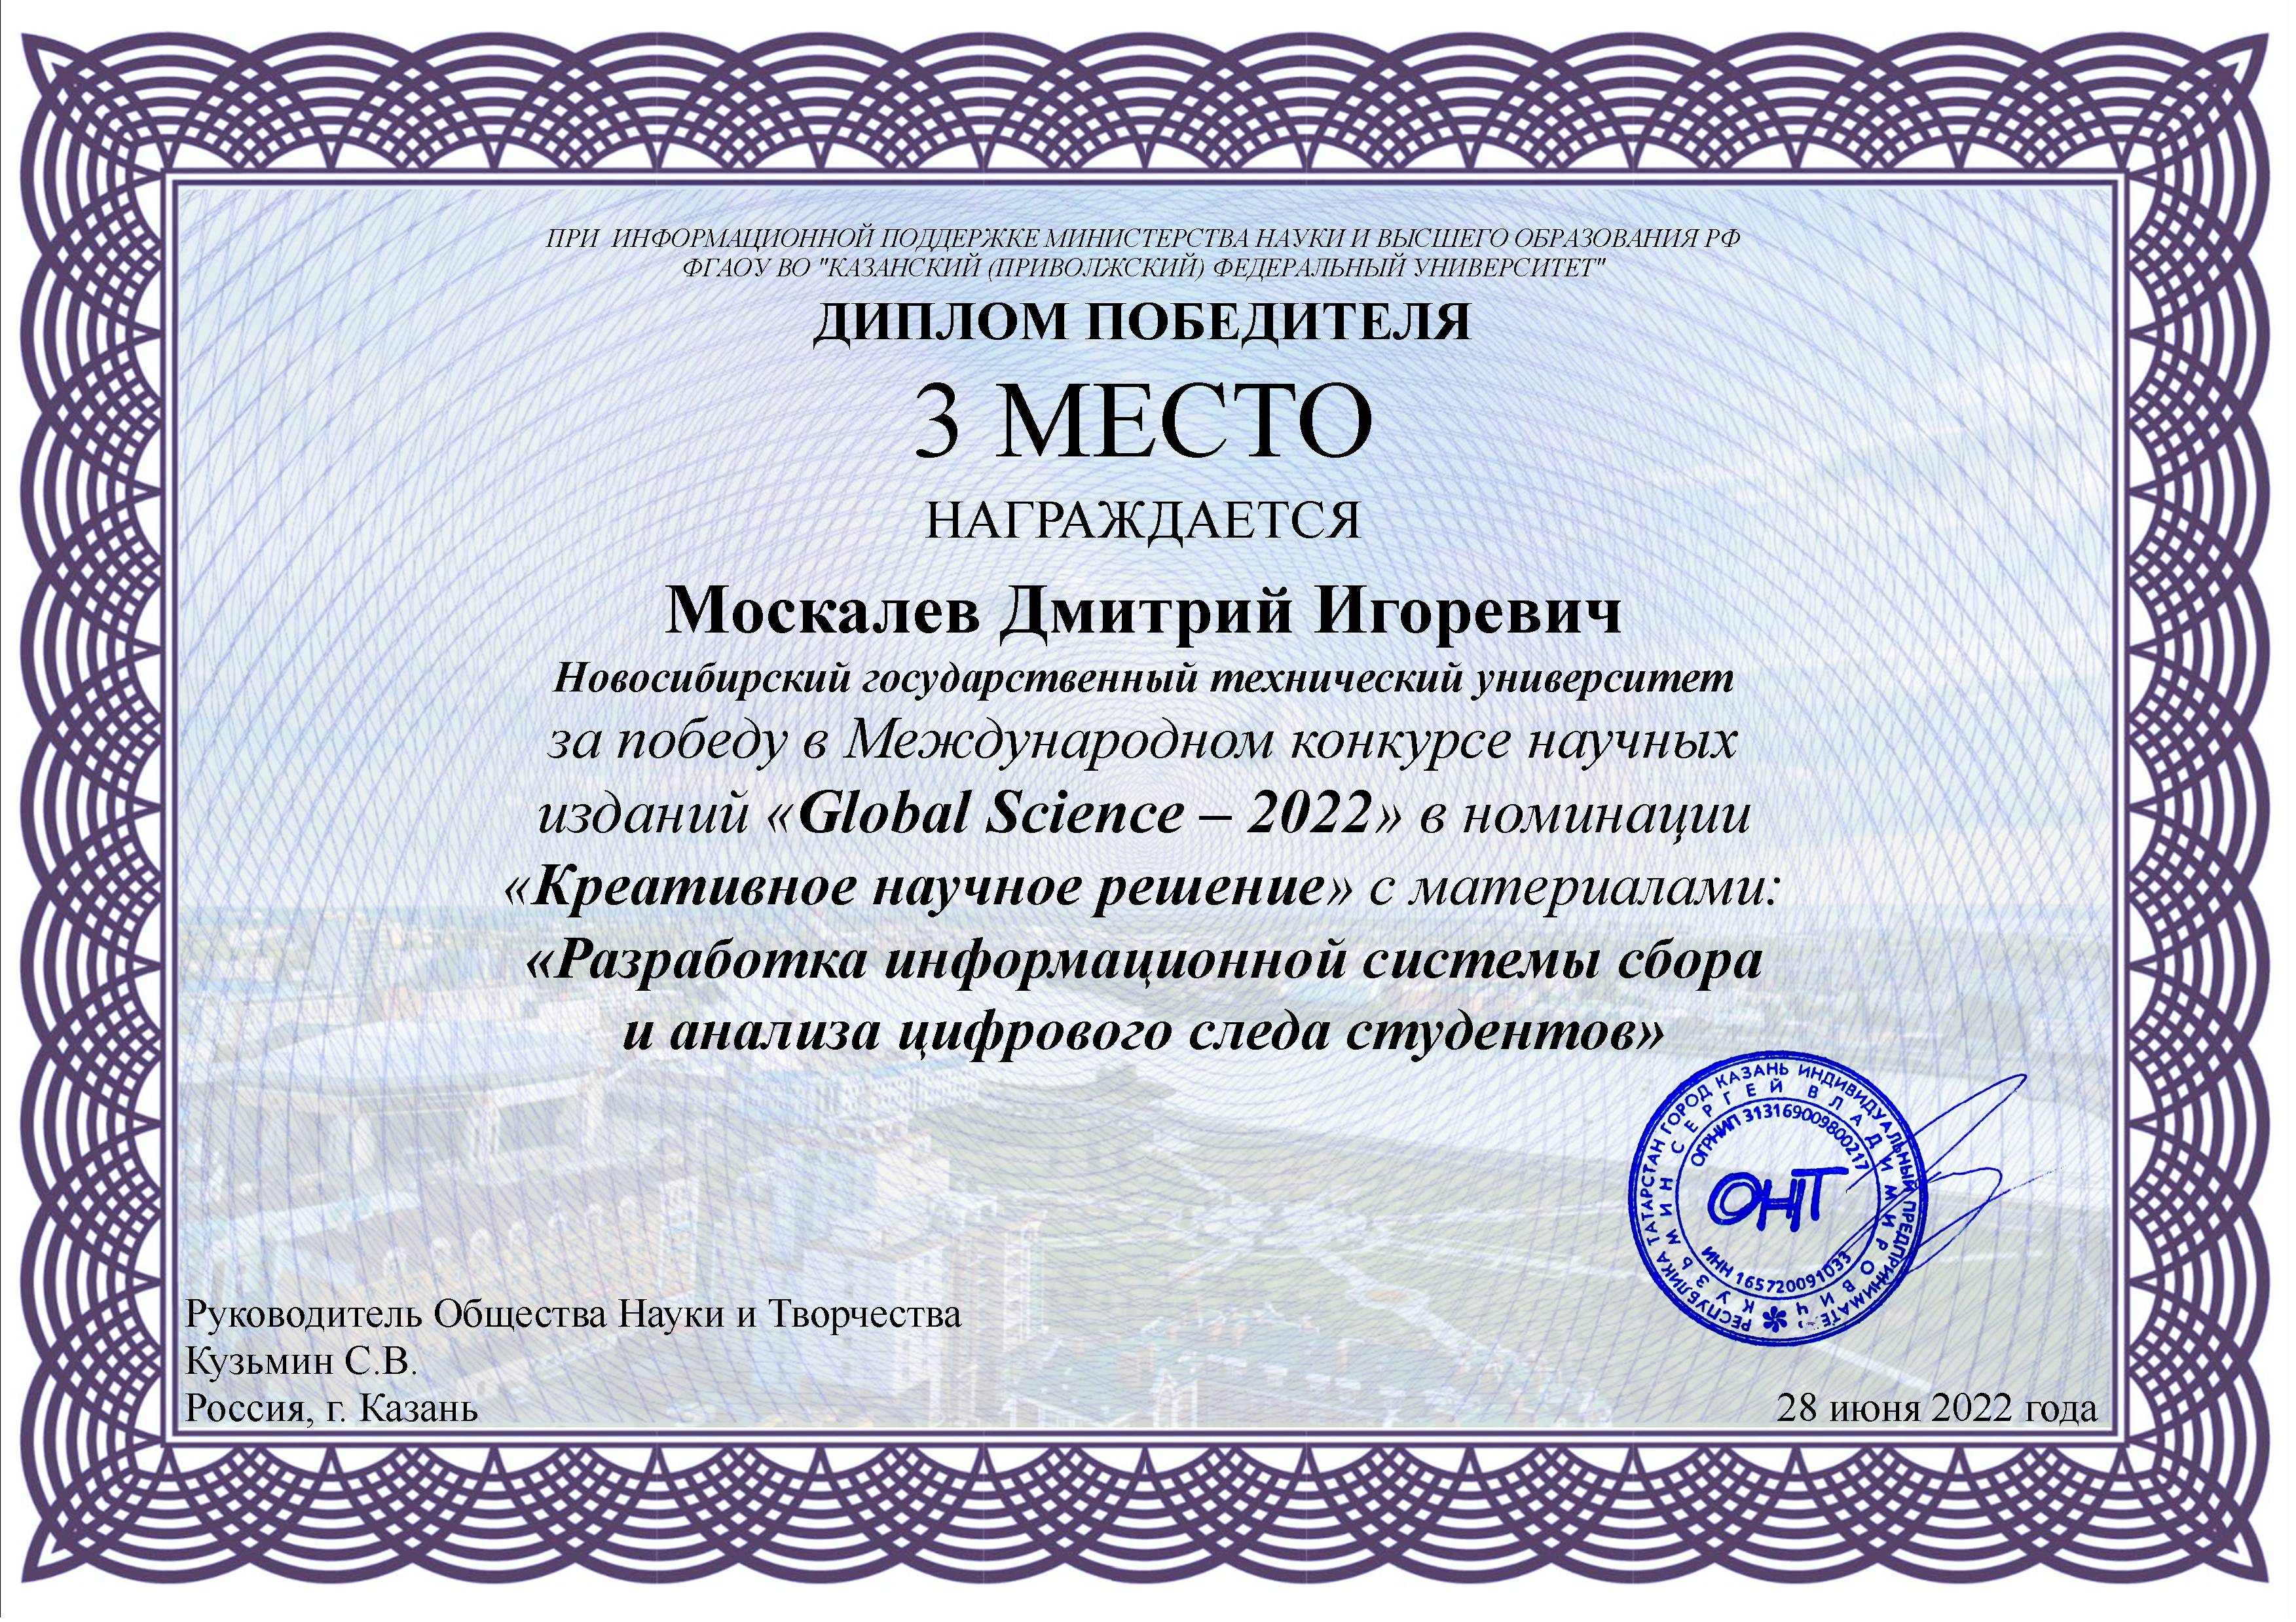 ПРИ ИНФОРМАЦИОННОЙ ПОДДЕРЖКЕ МИНИСТЕРСТВА НАУКИ И ВЫСШЕГО ОБРАЗОВАНИЯ РФ
ФГАОУ ВО "КАЗАНСКИЙ (ПРИВОЛЖСКИЙ) ФЕДЕРАЛЬНЫЙ УНИВЕРСИТЕТ"
ДИПЛОМ ПОБЕДИТЕЛЯ
3 МЕСТО
НАГРАЖДАЕТСЯ
Москалев Дмитрий Игоревич
Новосибирский государственный технический университет
за победу в Международном конкурсе научных
изданий «Global Science – 2022» в номинации
«Креативное научное решение» с материалами:
«Разработка информационной системы сбора
и анализа цифрового следа студентов»
РЕСПУБЛИКА ТАТАРСТАН ГОРОД КАЗАНЬ ИНДИВИДУАЛЬНЫЙ
КУЗЬМИН СЕРГЕЙ ВЛАДИМИРОВИЧ
ОГРНИП 313169009800217
ОНТ
ИНН 165720091033
Руководитель Общества Науки и Творчества
Кузьмин С.В.
Россия, г. Казань
28 июня 2022 года